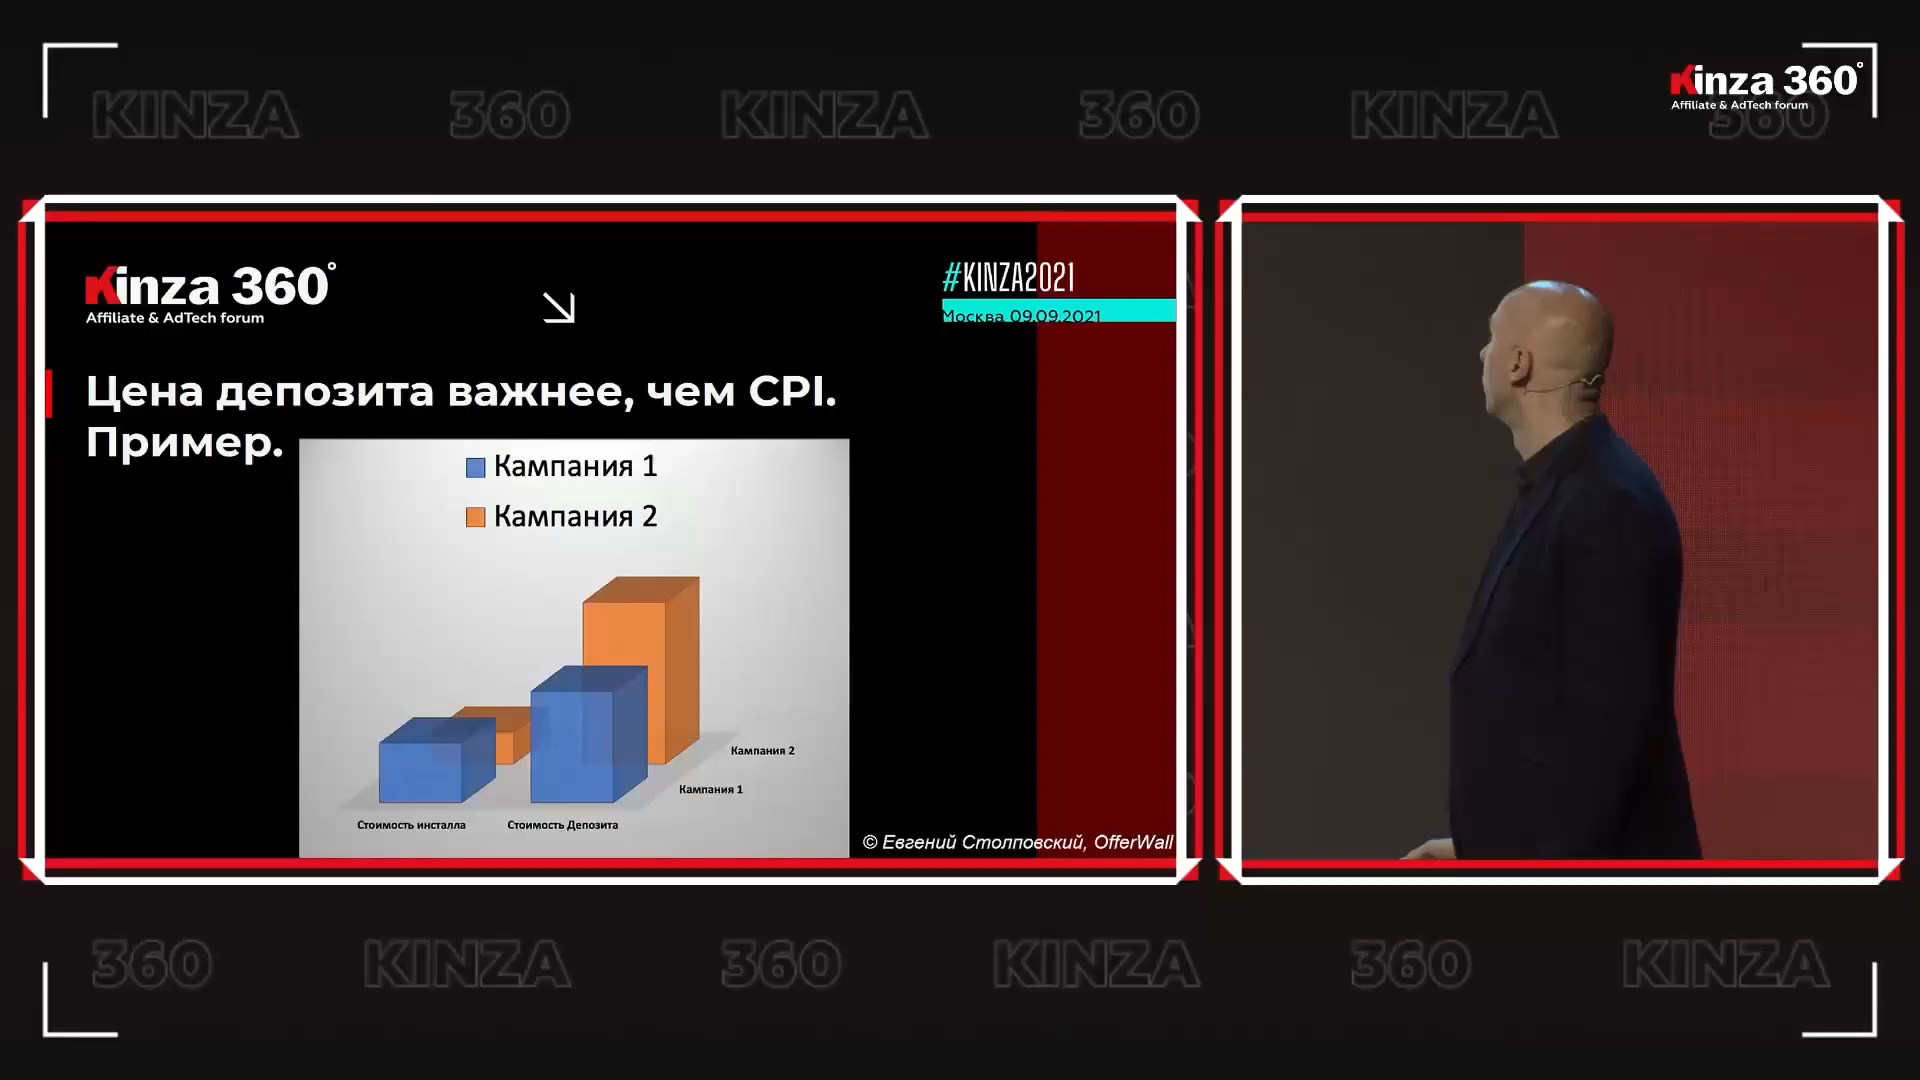 KINZA 360 KINZA 360 KINZA 360
Kinza 360°
Affiliate & AdTech forum
Kinza 360°
Affiliate & AdTech forum
#KINZA2021
Москва 09.09.2021
Цена депозита важнее, чем CPI.
Пример.
Кампания 1
Кампания 2
Кампания 2
Кампания 1
Стоимость инсталла
Стоимость Депозита
© Евгений Столповский, OfferWall
360 KINZA 360 KINZA 360 KINZA